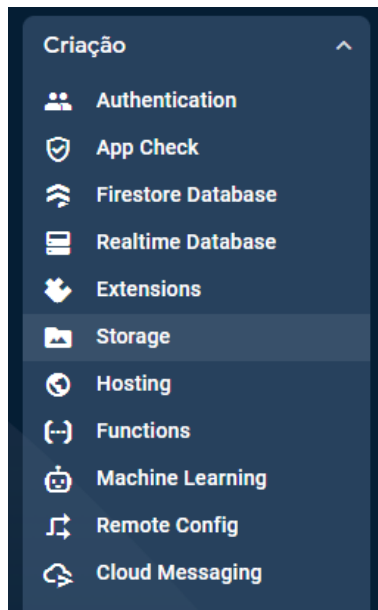 Criação
Authentication
App Check
Firestore Database
Realtime Database
Extensions
Storage
Hosting
Functions
Machine Learning
Remote Config
Cloud Messaging